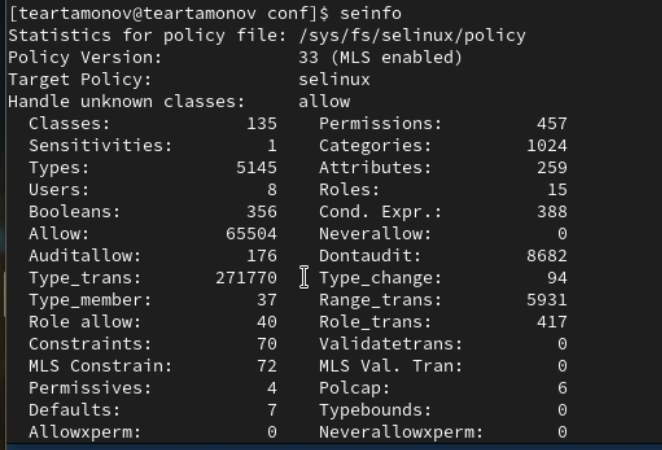 [teartamonov@teartamonov conf]$ seinfo
Statistics for policy file: /sys/fs/selinux/policy
Policy Version:             33 (MLS enabled)
Target Policy:              selinux
Handle unknown classes:     allow
  Classes:             135    Permissions:         457
  Sensitivities:         1    Categories:         1024
  Types:              5145    Attributes:          259
  Users:                 8    Roles:                15
  Booleans:            356    Cond. Expr.:         388
  Allow:             65504    Neverallow:            0
  Auditallow:          176    Dontaudit:          8682
  Type_trans:       271770    Type_change:          94
  Type_member:          37    Range_trans:        5931
  Role allow:           40    Role_trans:          417
  Constraints:          70    Validatetrans:         0
  MLS Constrain:        72    MLS Val. Tran:         0
  Permissives:           4    Polcap:                6
  Defaults:              7    Typebounds:            0
  Allowxperm:            0    Neverallowxperm:       0